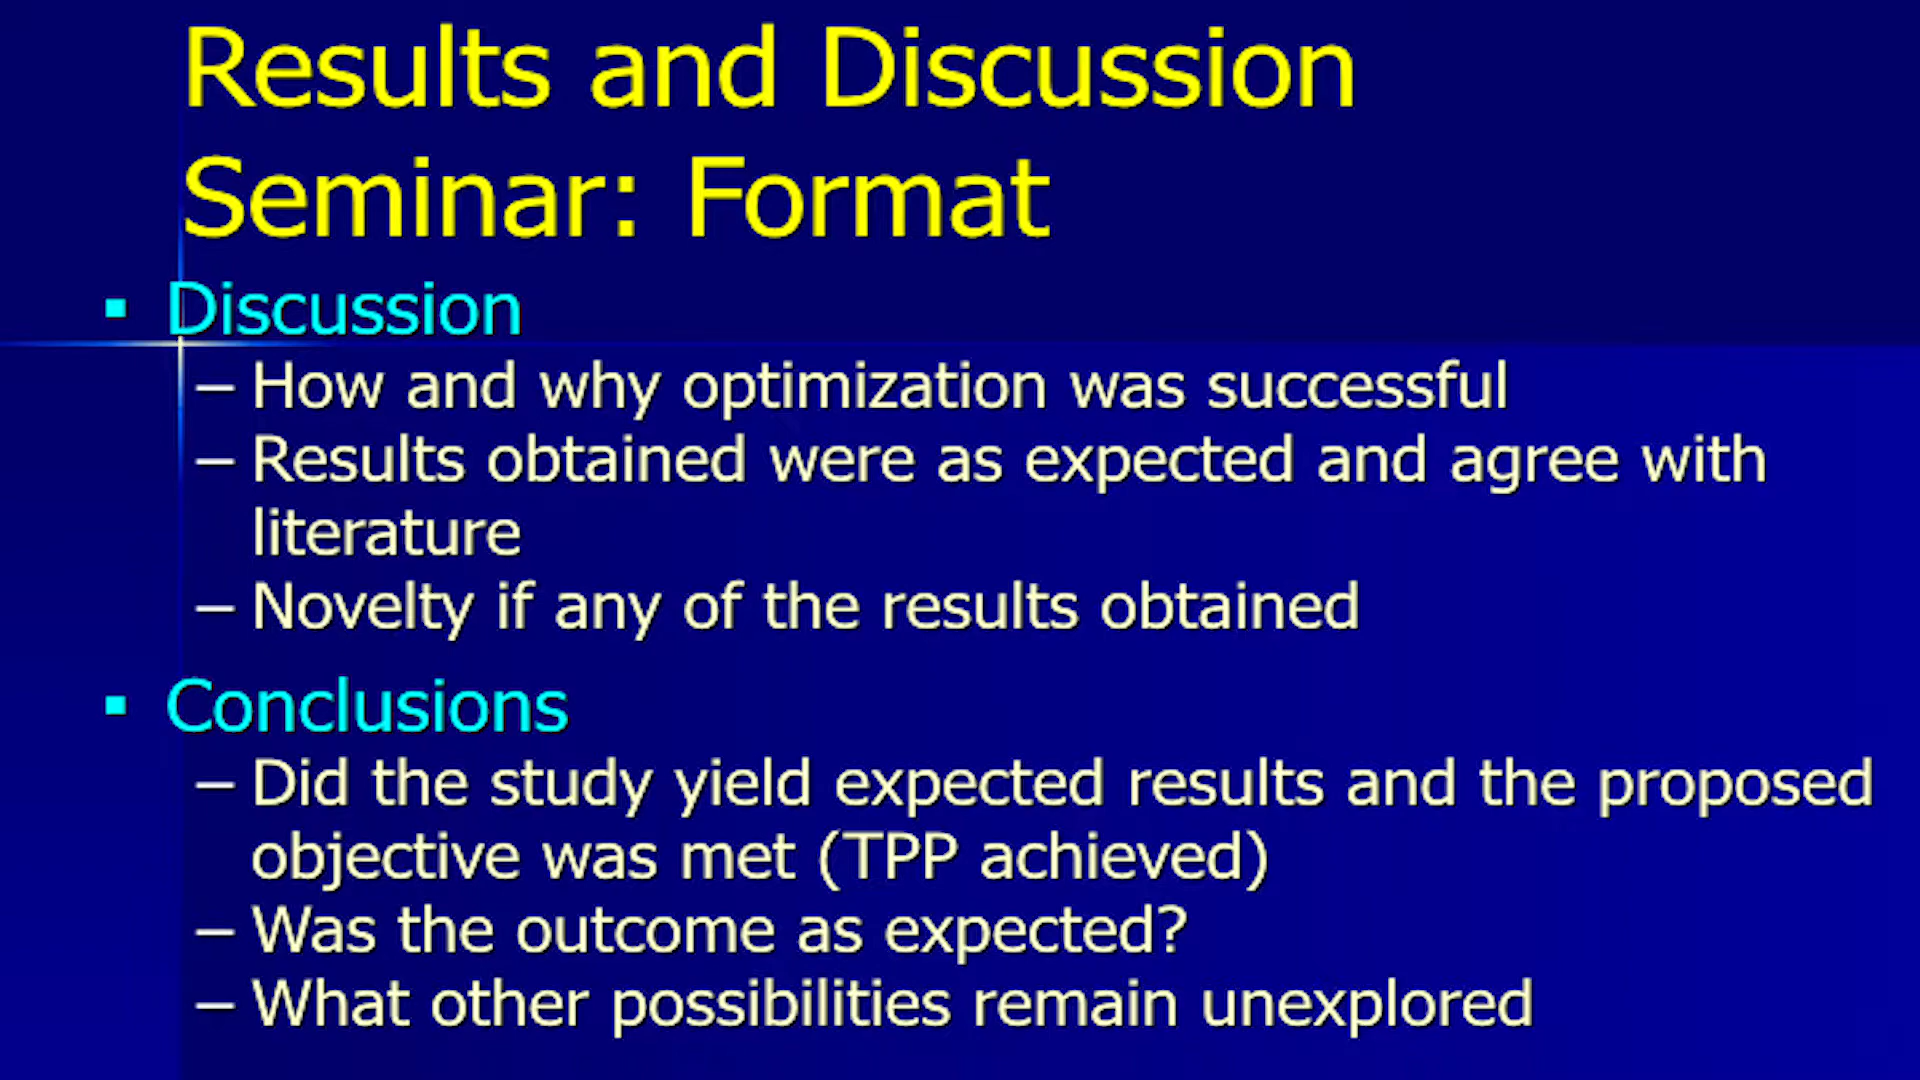 Results and Discussion
Seminar: Format
▪ Discussion
– How and why optimization was successful
– Results obtained were as expected and agree with
literature
– Novelty if any of the results obtained
▪ Conclusions
– Did the study yield expected results and the proposed
objective was met (TPP achieved)
– Was the outcome as expected?
– What other possibilities remain unexplored